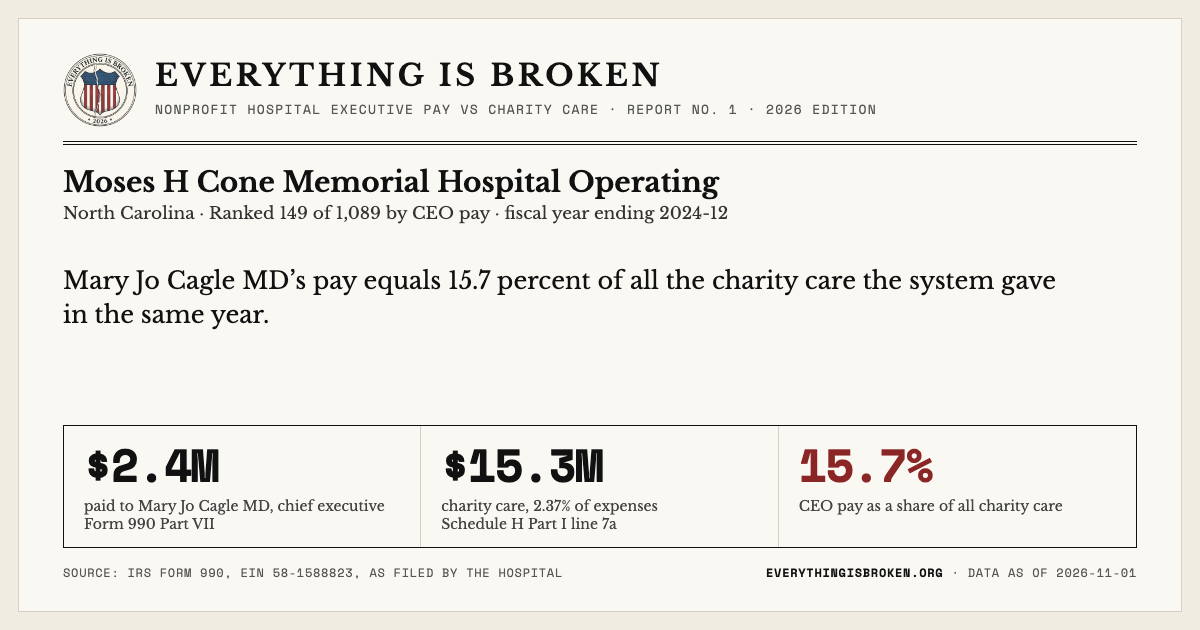 EVERYTHING IS BROKEN
2026
EVERYTHING IS BROKEN
NONPROFIT HOSPITAL EXECUTIVE PAY VS CHARITY CARE · REPORT NO. 1 · 2026 EDITION
Moses H Cone Memorial Hospital Operating
North Carolina · Ranked 149 of 1,089 by CEO pay · fiscal year ending 2024-12
Mary Jo Cagle MD’s pay equals 15.7 percent of all the charity care the system gave
in the same year.
$2.4M
paid to Mary Jo Cagle MD, chief executive
Form 990 Part VII
$15.3M
charity care, 2.37% of expenses
Schedule H Part I line 7a
15.7%
CEO pay as a share of all charity care
SOURCE: IRS FORM 990, EIN 58-1588823, AS FILED BY THE HOSPITAL
EVERYTHINGISBROKEN.ORG · DATA AS OF 2026-11-01